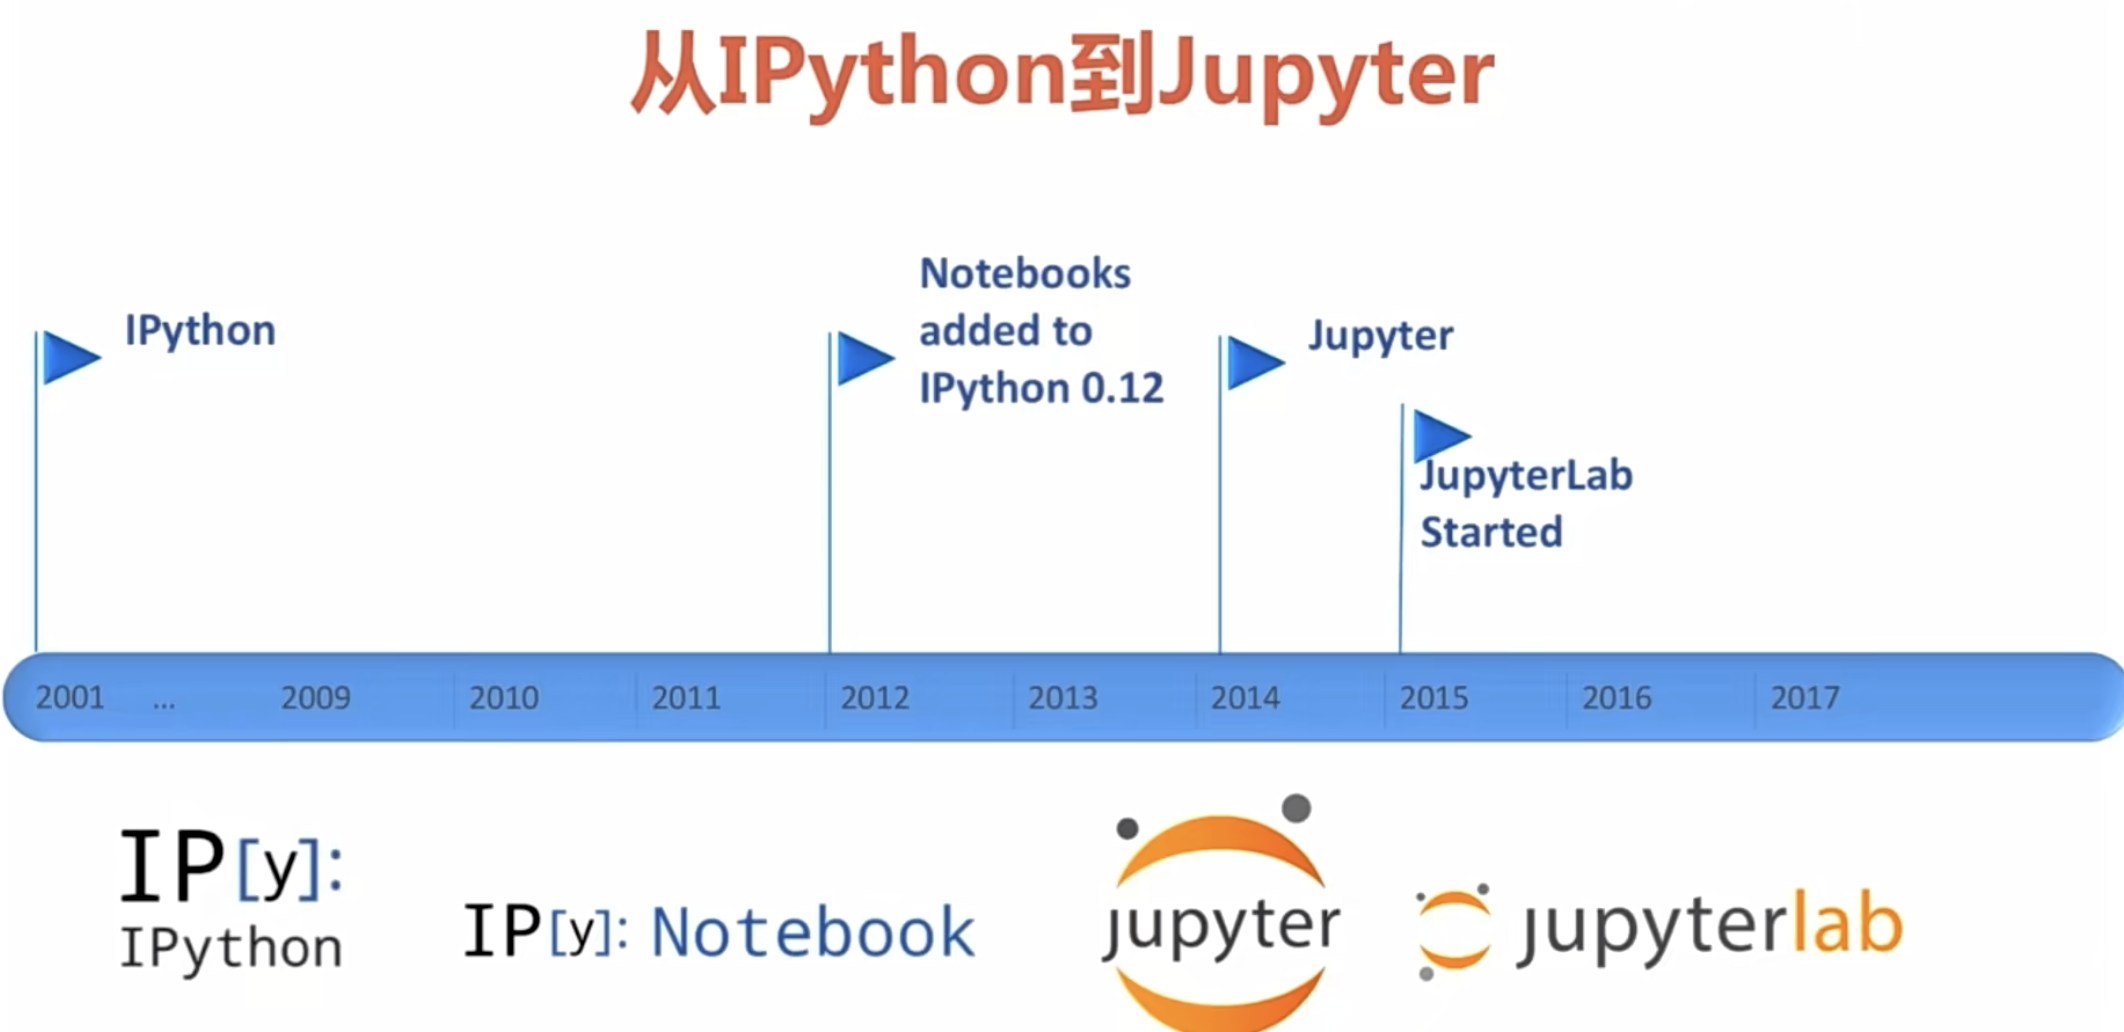 从IPython到Jupyter
IPython
Notebooks
added to
IPython 0.12
Jupyter
JupyterLab
Started
2001 ... 2009 2010 2011 2012 2013 2014 2015 2016 2017
IP[y]:
IPython
IP[y]: Notebook
jupyter
jupyterlab